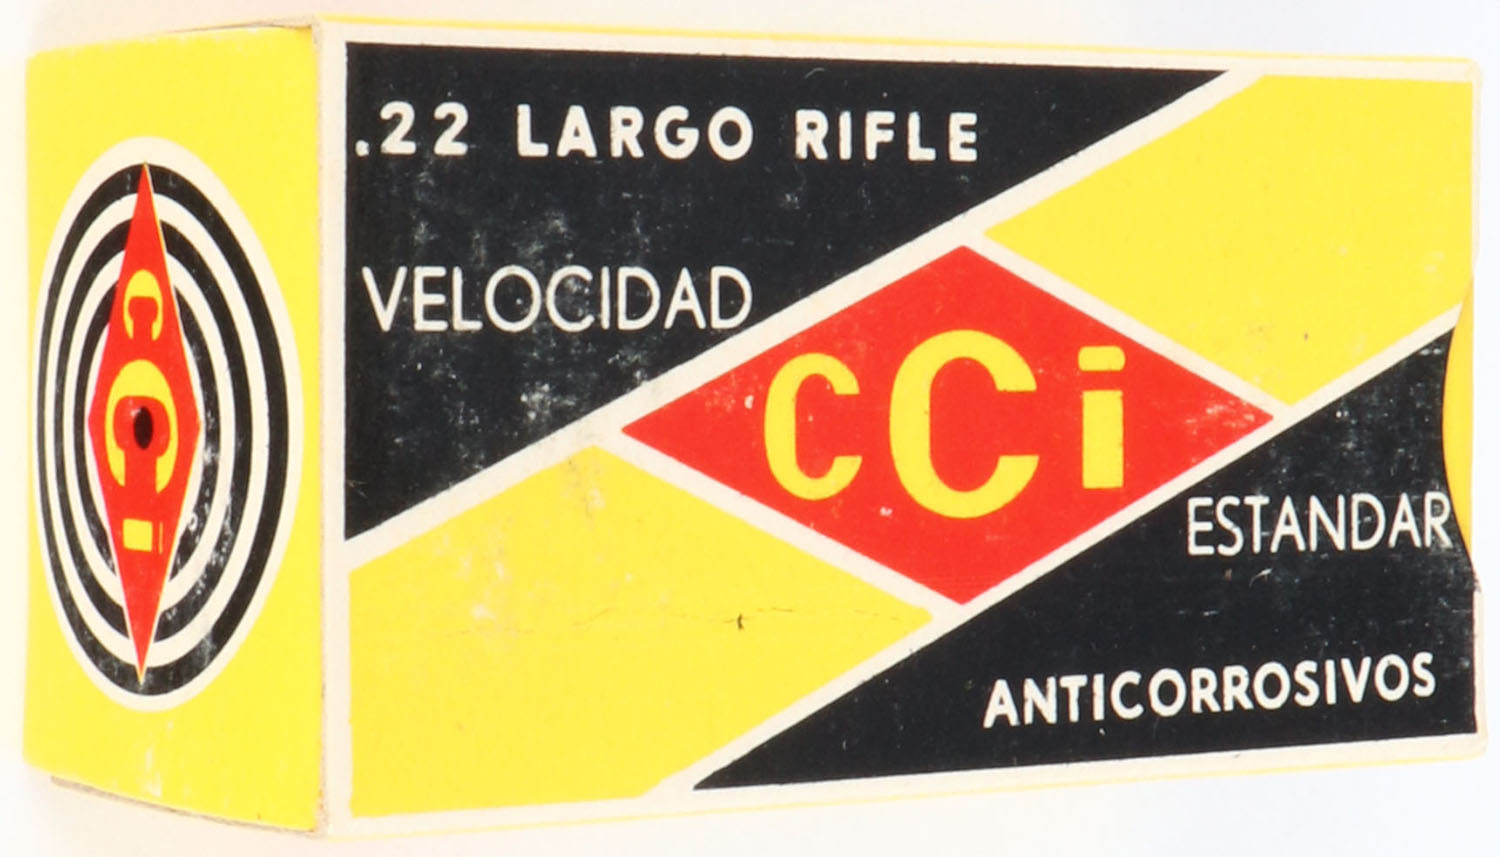 .22 LARGO RIFLE
VELOCIDAD
CCi
ESTANDAR
ANTICORROSIVOS
CCi